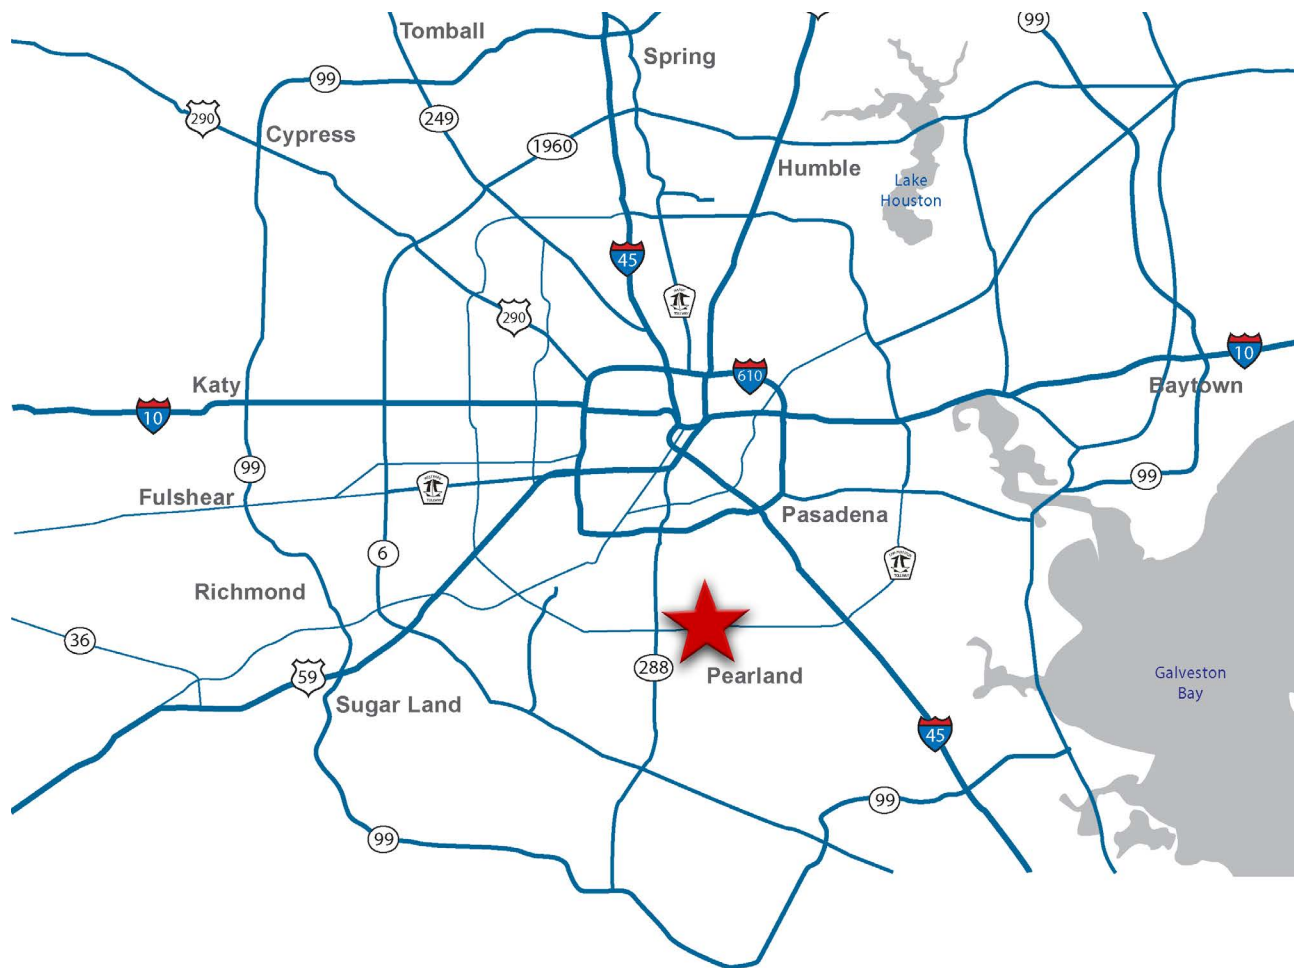 99
Tomball
Spring
99
290
249
Cypress
1960
Humble
Lake
Houston
45
290
610
10
Katy
Baytown
10
99
99
Fulshear
Pasadena
6
Richmond
36
288
59
Pearland
Galveston
Bay
Sugar Land
45
99
99